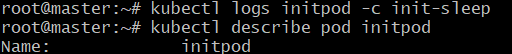 root@master:~# kubectl logs initpod -c init-sleep
root@master:~# kubectl describe pod initpod
Name: initpod